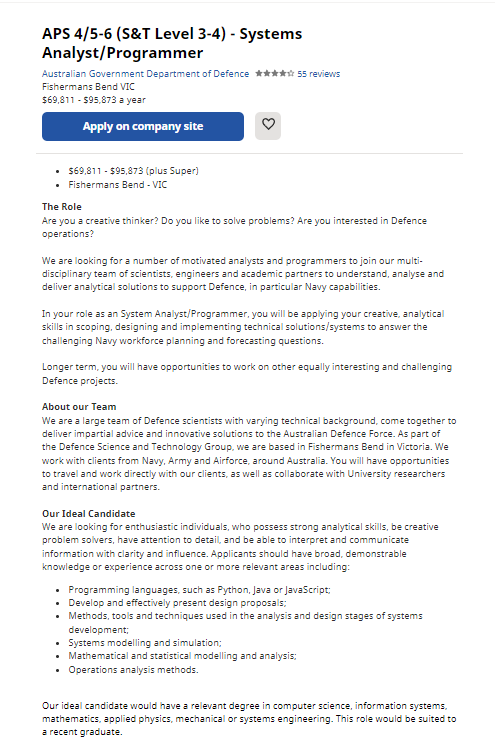 APS 4/5-6 (S&T Level 3-4) - Systems
Analyst/Programmer
Australian Government Department of Defence ★★★★☆ 55 reviews
Fishermans Bend VIC
$69,811 - $95,873 a year
Apply on company site
• $69,811 - $95,873 (plus Super)
• Fishermans Bend - VIC
The Role
Are you a creative thinker? Do you like to solve problems? Are you interested in Defence
operations?
We are looking for a number of motivated analysts and programmers to join our multi-
disciplinary team of scientists, engineers and academic partners to understand, analyse and
deliver analytical solutions to support Defence, in particular Navy capabilities.
In your role as an System Analyst/Programmer, you will be applying your creative, analytical
skills in scoping, designing and implementing technical solutions/systems to answer the
challenging Navy workforce planning and forecasting questions.
Longer term, you will have opportunities to work on other equally interesting and challenging
Defence projects.
About our Team
We are a large team of Defence scientists with varying technical background, come together to
deliver impartial advice and innovative solutions to the Australian Defence Force. As part of
the Defence Science and Technology Group, we are based in Fishermans Bend in Victoria. We
work with clients from Navy, Army and Airforce, around Australia. You will have opportunities
to travel and work directly with our clients, as well as collaborate with University researchers
and international partners.
Our Ideal Candidate
We are looking for enthusiastic individuals, who possess strong analytical skills, be creative
problem solvers, have attention to detail, and be able to interpret and communicate
information with clarity and influence. Applicants should have broad, demonstrable
knowledge or experience across one or more relevant areas including:
• Programming languages, such as Python, Java or JavaScript;
• Develop and effectively present design proposals;
• Methods, tools and techniques used in the analysis and design stages of systems
development;
• Systems modelling and simulation;
• Mathematical and statistical modelling and analysis;
• Operations analysis methods.
Our ideal candidate would have a relevant degree in computer science, information systems,
mathematics, applied physics, mechanical or systems engineering. This role would be suited to
a recent graduate.